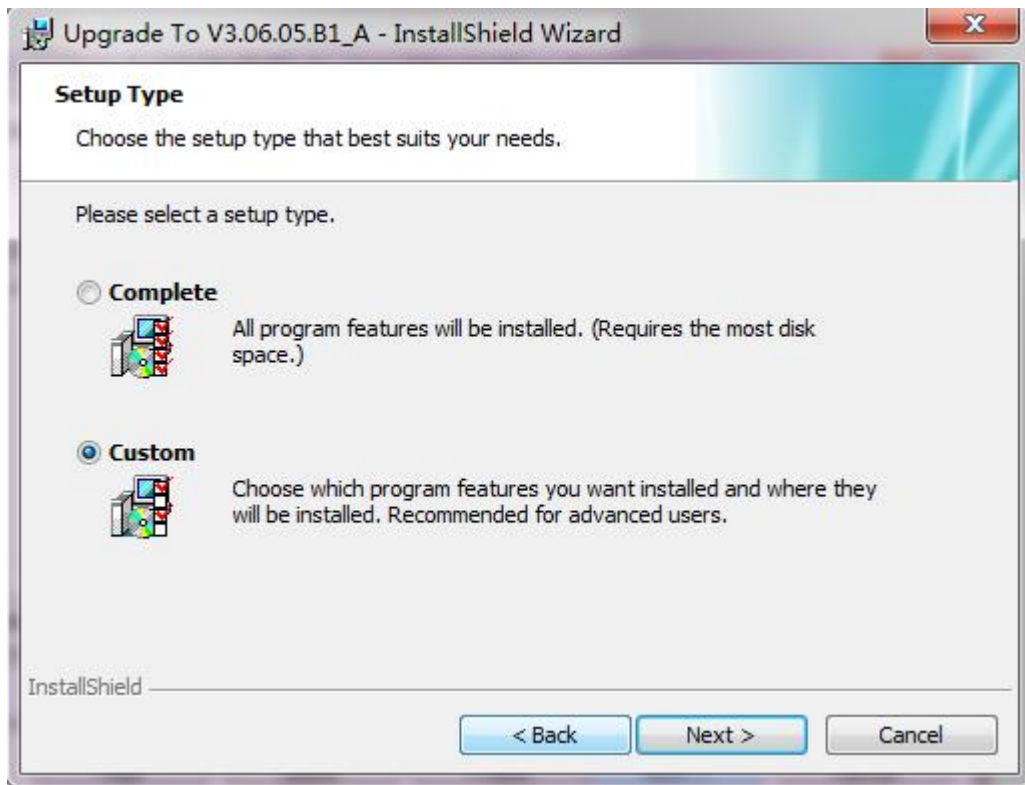 Upgrade To V3.06.05.B1_A - InstallShield Wizard
Setup Type
Choose the setup type that best suits your needs.
Please select a setup type.
Complete
All program features will be installed. (Requires the most disk
space.)
Custom
Choose which program features you want installed and where they
will be installed. Recommended for advanced users.
InstallShield
< Back
Next >
Cancel